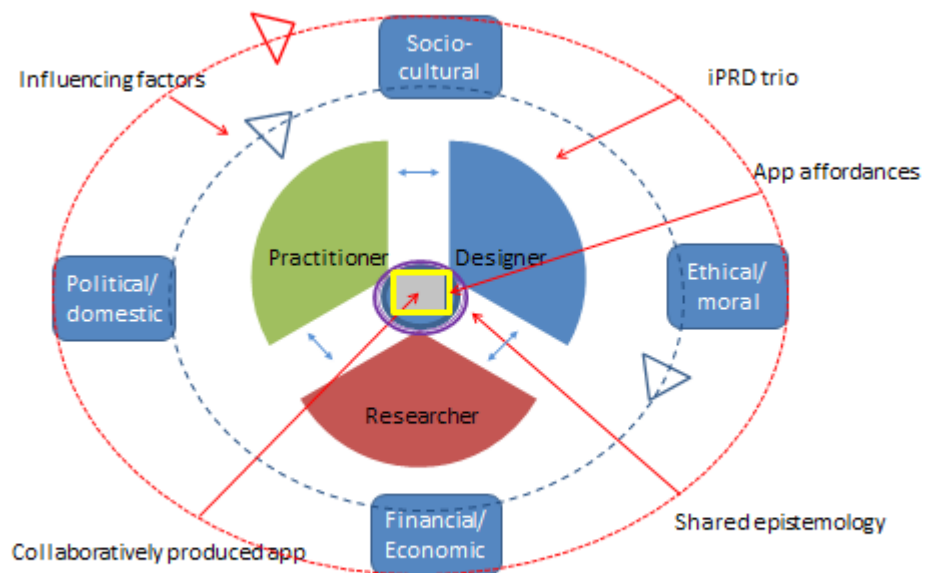 Socio-
cultural
Influencing factors
iPRD trio
App affordances
Practitioner
Designer
Political/
domestic
Ethical/
moral
Researcher
Financial/
Economic
Shared epistemology
Collaboratively produced app